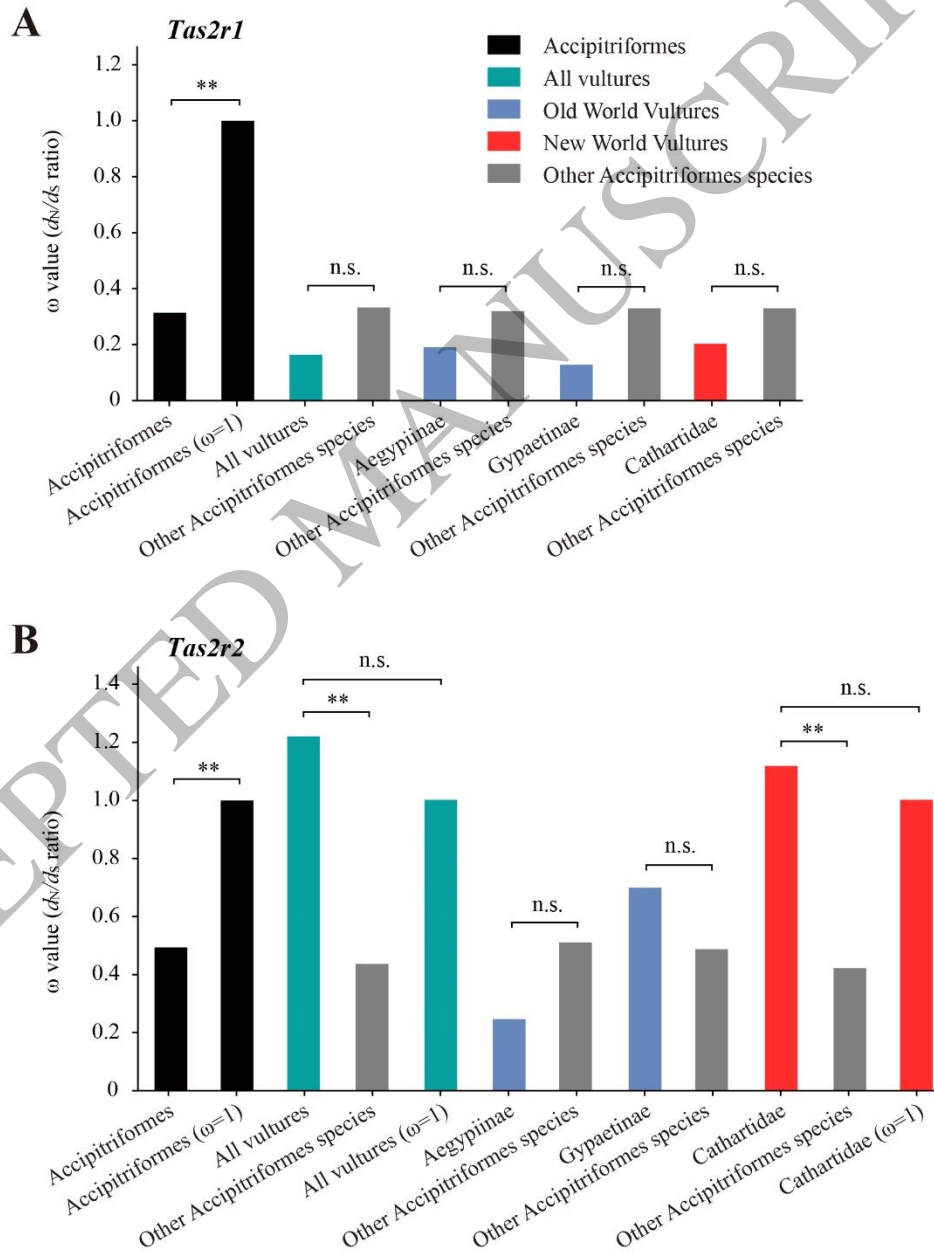 A
Tas2r1
Accipitriformes
All vultures
Old World Vultures
New World Vultures
Other Accipitriformes species
ω value (dN/dS ratio)
1.2
1.0
0.8
0.6
0.4
0.2
0
**
n.s.
n.s.
n.s.
n.s.
Accipitriformes
Accipitriformes (ω=1)
All vultures
Other Accipitriformes species
Aegypiinae
Other Accipitriformes species
Gypaetinae
Other Accipitriformes species
Cathartidae
Other Accipitriformes species
B
Tas2r2
ω value (dN/dS ratio)
1.4
1.2
1.0
0.8
0.6
0.4
0.2
0
**
n.s.
**
n.s.
n.s.
n.s.
**
Accipitriformes
Accipitriformes (ω=1)
All vultures
Other Accipitriformes species
All vultures (ω=1)
Aegypiinae
Other Accipitriformes species
Gypaetinae
Other Accipitriformes species
Cathartidae
Other Accipitriformes species
Cathartidae (ω=1)
EPTED MANUSCRI